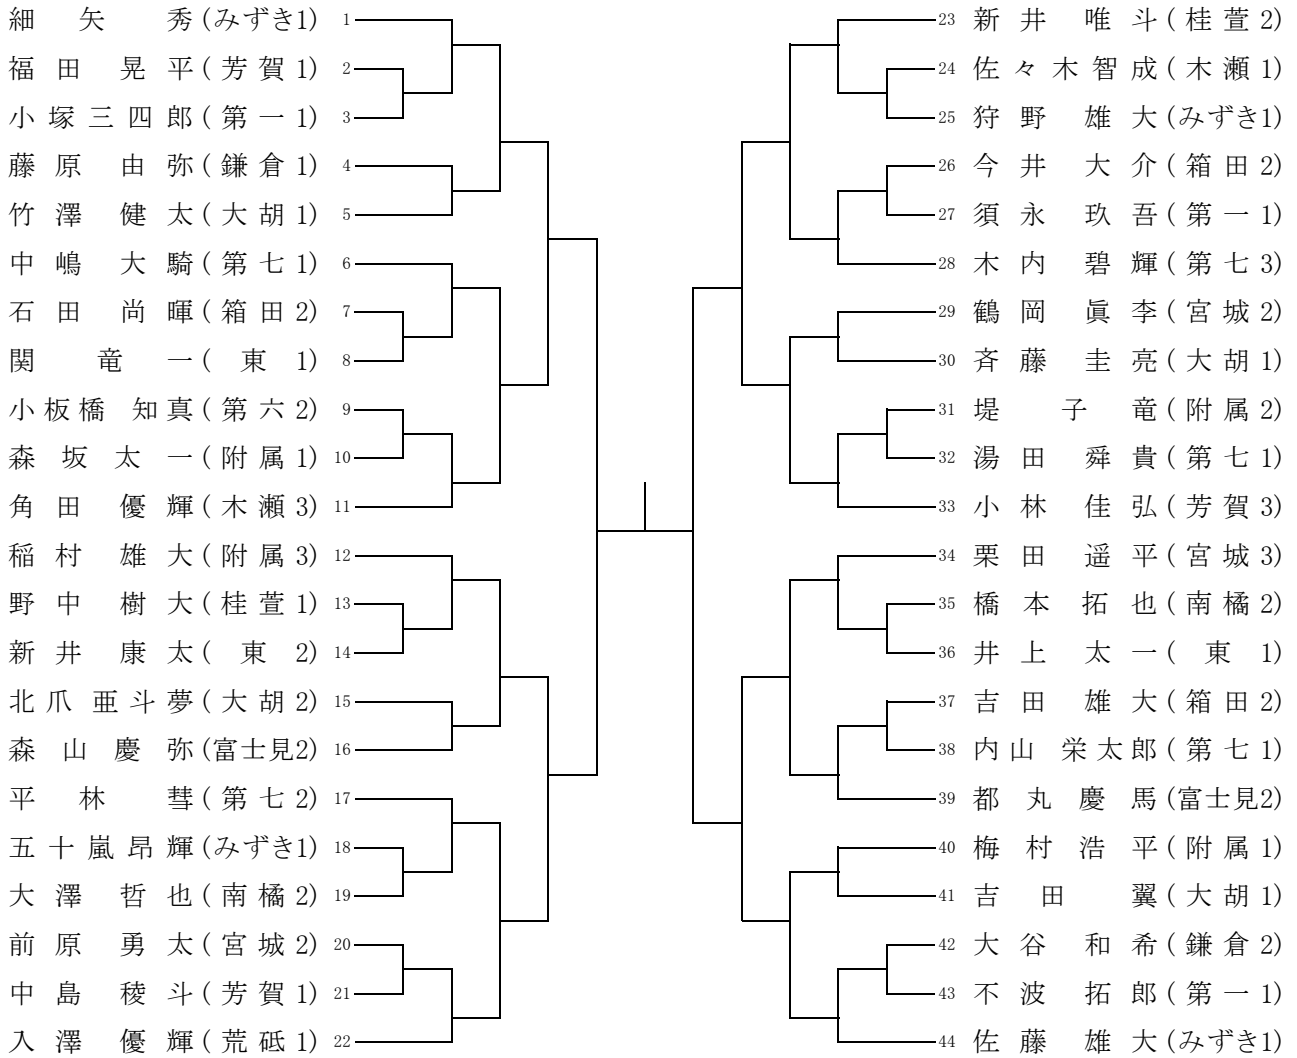 細矢秀(みずき1) 1
福田晃平(芳賀1) 2
小塚三四郎(第一1) 3
藤原由弥(鎌倉1) 4
竹澤健太(大胡1) 5
中嶋大騎(第七1) 6
石田尚暉(箱田2) 7
関竜一(東1) 8
小板橋知真(第六2) 9
森坂太一(附属1) 10
角田優輝(木瀬3) 11
稲村雄大(附属3) 12
野中樹大(桂萱1) 13
新井康太(東2) 14
北爪亜斗夢(大胡2) 15
森山慶弥(富士見2) 16
平林彗(第七2) 17
五十嵐昂輝(みずき1) 18
大澤哲也(南橘2) 19
前原勇太(宮城2) 20
中島稜斗(芳賀1) 21
入澤優輝(荒砥1) 22
23 新井唯斗(桂萱2)
24 佐々木智成(木瀬1)
25 狩野雄大(みずき1)
26 今井大介(箱田2)
27 須永玖吾(第一1)
28 木内碧輝(第七3)
29 鶴岡眞李(宮城2)
30 斉藤圭亮(大胡1)
31 堤子竜(附属2)
32 湯田舜貴(第七1)
33 小林佳弘(芳賀3)
34 栗田遥平(宮城3)
35 橋本拓也(南橘2)
36 井上太一(東1)
37 吉田雄大(箱田2)
38 内山栄太郎(第七1)
39 都丸慶馬(富士見2)
40 梅村浩平(附属1)
41 吉田翼(大胡1)
42 大谷和希(鎌倉2)
43 不波拓郎(第一1)
44 佐藤雄大(みずき1)